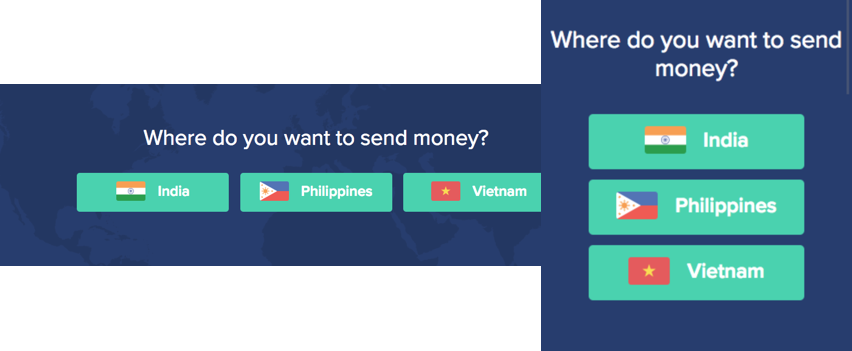 Where do you want to send money?
India
Philippines
Vietnam
Where do you want to send
money?
India
Philippines
Vietnam